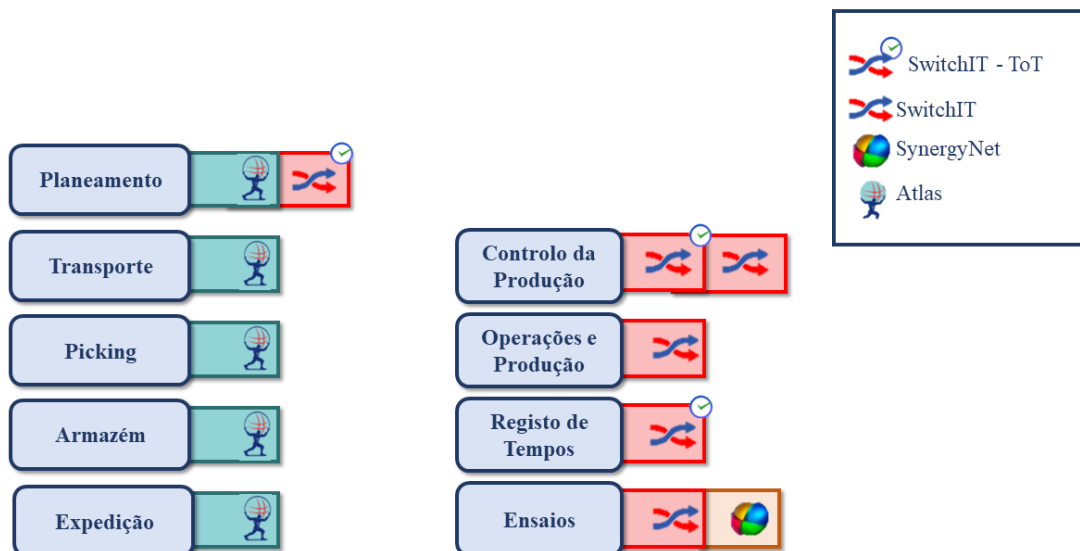 SwitchIT - ToT
SwitchIT
SynergyNet
Atlas
Planeamento
Transporte
Picking
Armazém
Expedição
Controlo da
Produção
Operações e
Produção
Registo de
Tempos
Ensaios